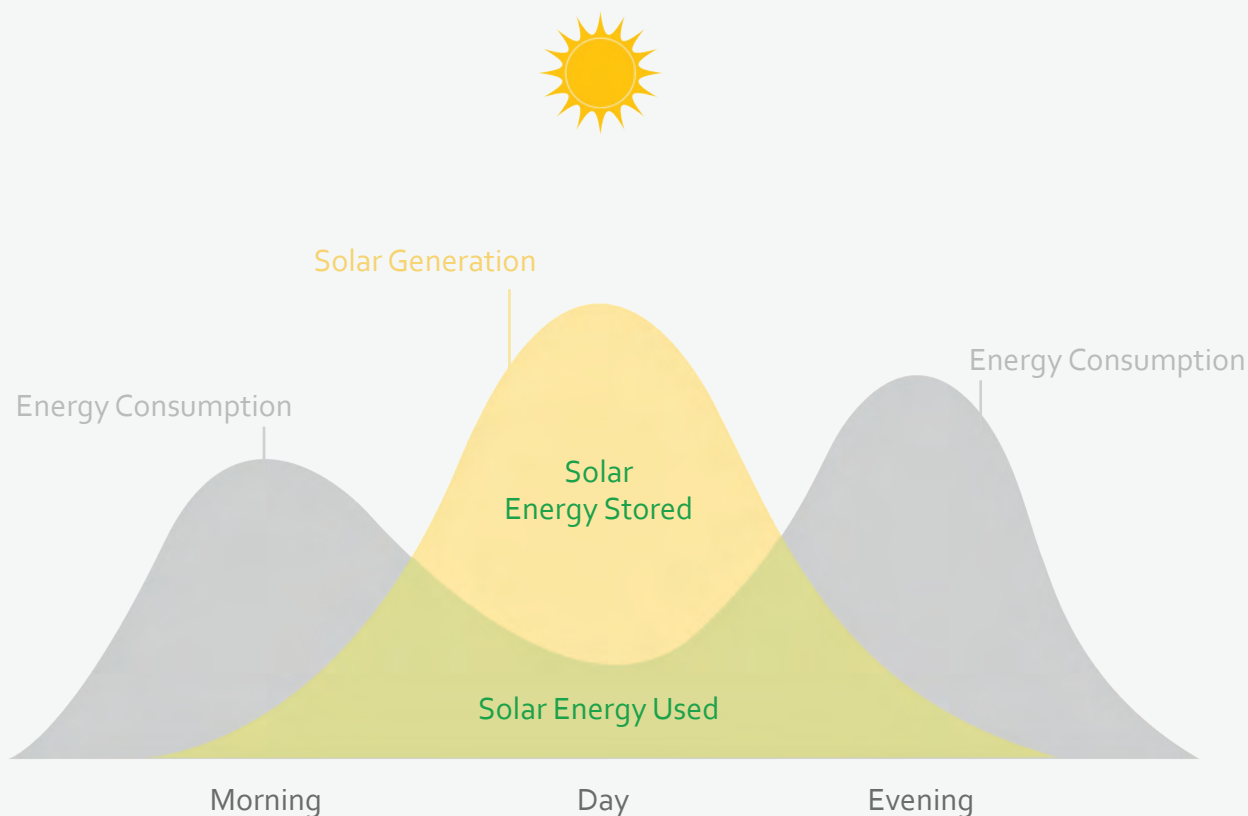 Solar Generation
Energy Consumption
Energy Consumption
Solar
Energy Stored
Solar Energy Used
Morning
Day
Evening